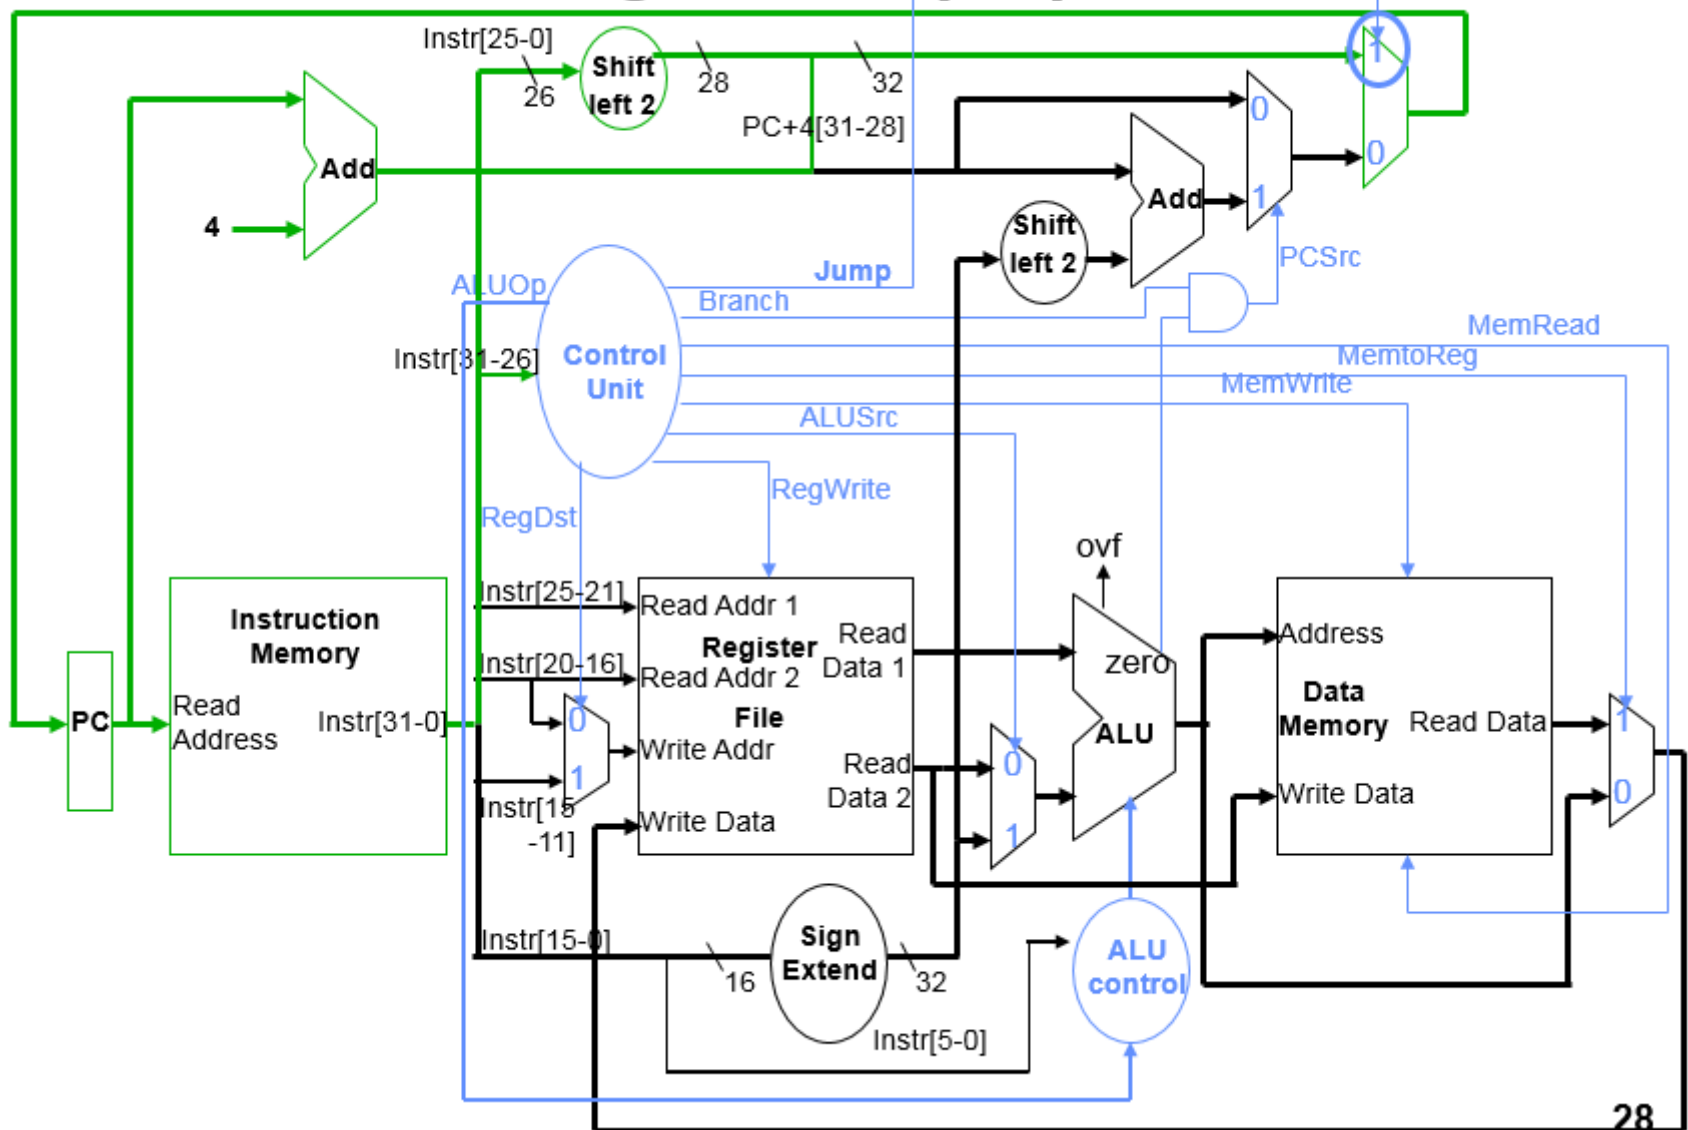 Instr[25-0]
26
Shift
left 2
28
32
1
PC+4[31-28]
0
Add
0
4
Add
1
Shift
left 2
PCSrc
ALUOp
Jump
Branch
MemRead
Instr[31-26]
Control
Unit
MemtoReg
MemWrite
ALUSrc
RegWrite
RegDst
ovf
Instr[25-21]
Read Addr 1
Instruction
Memory
Register
File
Read
Data 1
Address
zero
Instr[20-16]
Read Addr 2
Data
Memory
PC
Read
Address
Instr[31-0]
0
Write Addr
ALU
Read Data
1
1
Read
Data 2
0
Instr[15
-11]
Write Data
Write Data
0
1
Instr[15-0]
16
Sign
Extend
32
ALU
control
Instr[5-0]
28